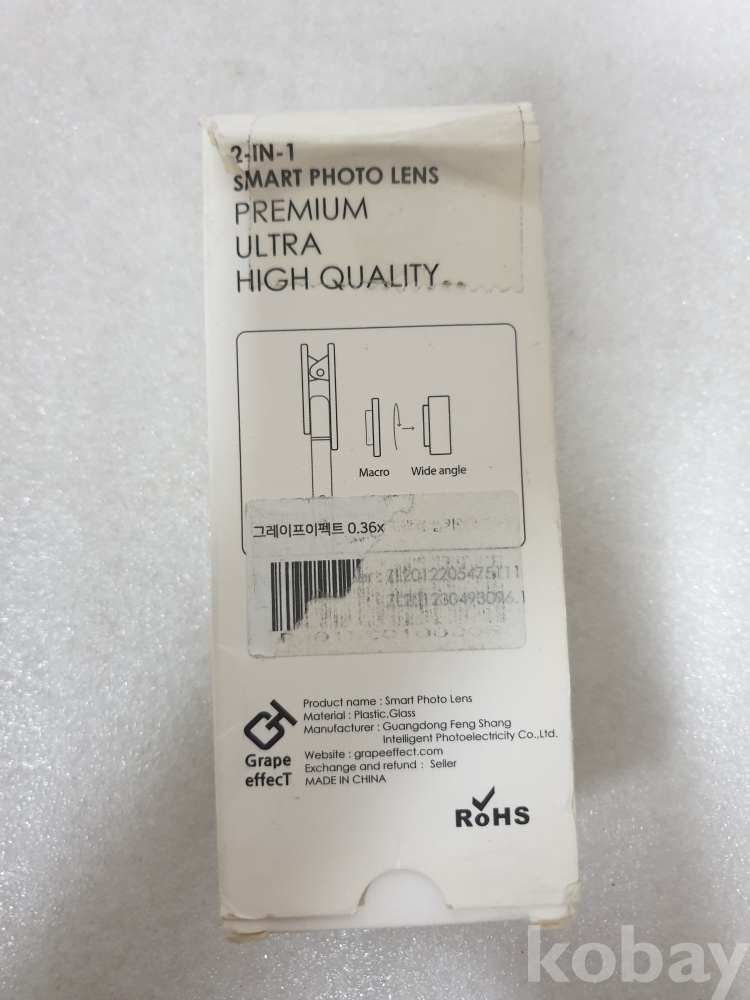 2-IN-1
SMART PHOTO LENS
PREMIUM
ULTRA
HIGH QUALITY
Macro
Wide angle
그레이프이펙트 0.36x
Grape
effecT
Product name : Smart Photo Lens
Material : Plastic,Glass
Manufacturer : Guangdong Feng Shang
Intelligent Photoelectricity Co.,Ltd.
Website : grapeeffect.com
Exchange and refund : Seller
MADE IN CHINA
RoHS
kobay